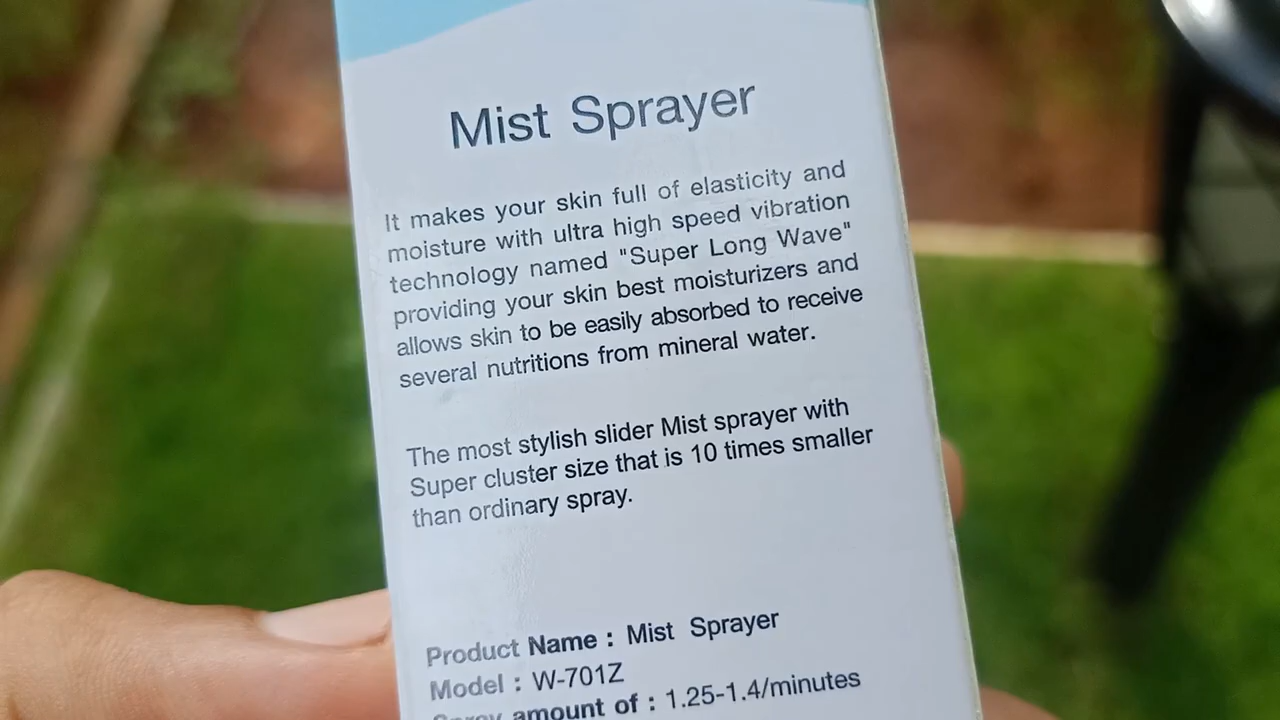 Mist Sprayer
It makes your skin full of elasticity and
moisture with ultra high speed vibration
technology named "Super Long Wave"
providing your skin best moisturizers and
allows skin to be easily absorbed to receive
several nutritions from mineral water.
The most stylish slider Mist sprayer with
Super cluster size that is 10 times smaller
than ordinary spray.
Product Name : Mist Sprayer
Model : W-701Z
Spray amount of : 1.25-1.4/minutes